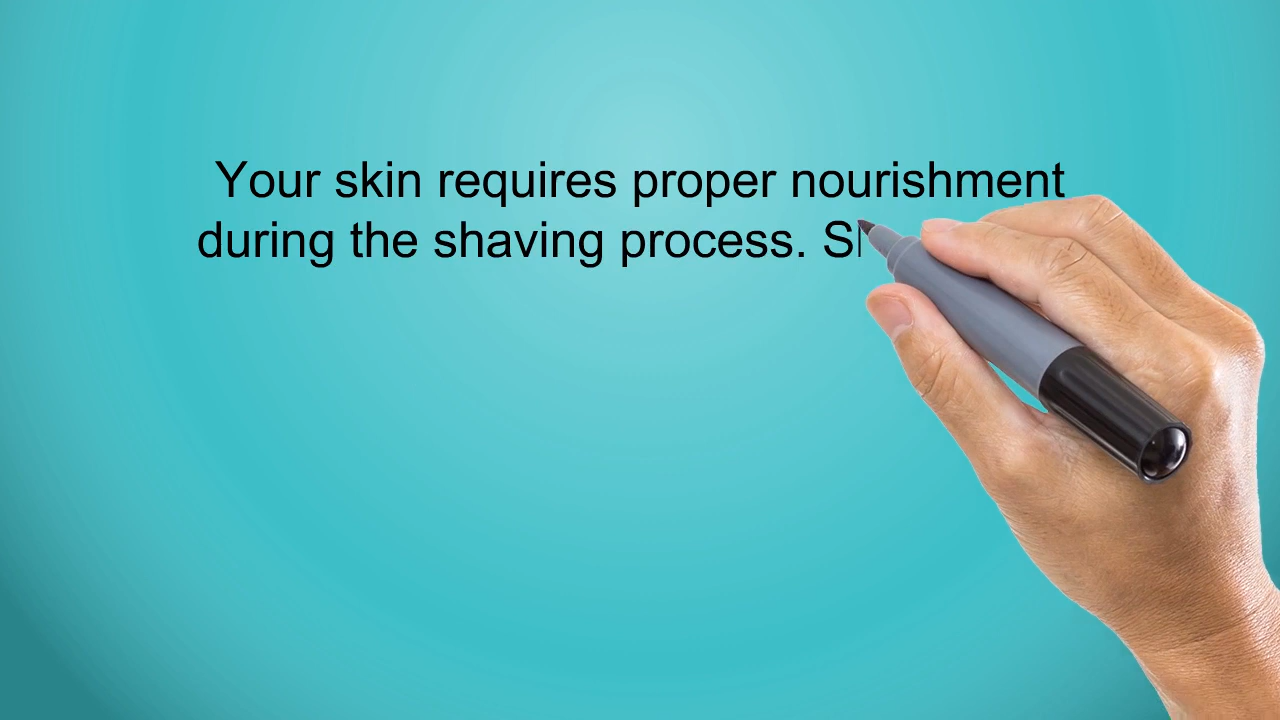 Your skin requires proper nourishment
during the shaving process.